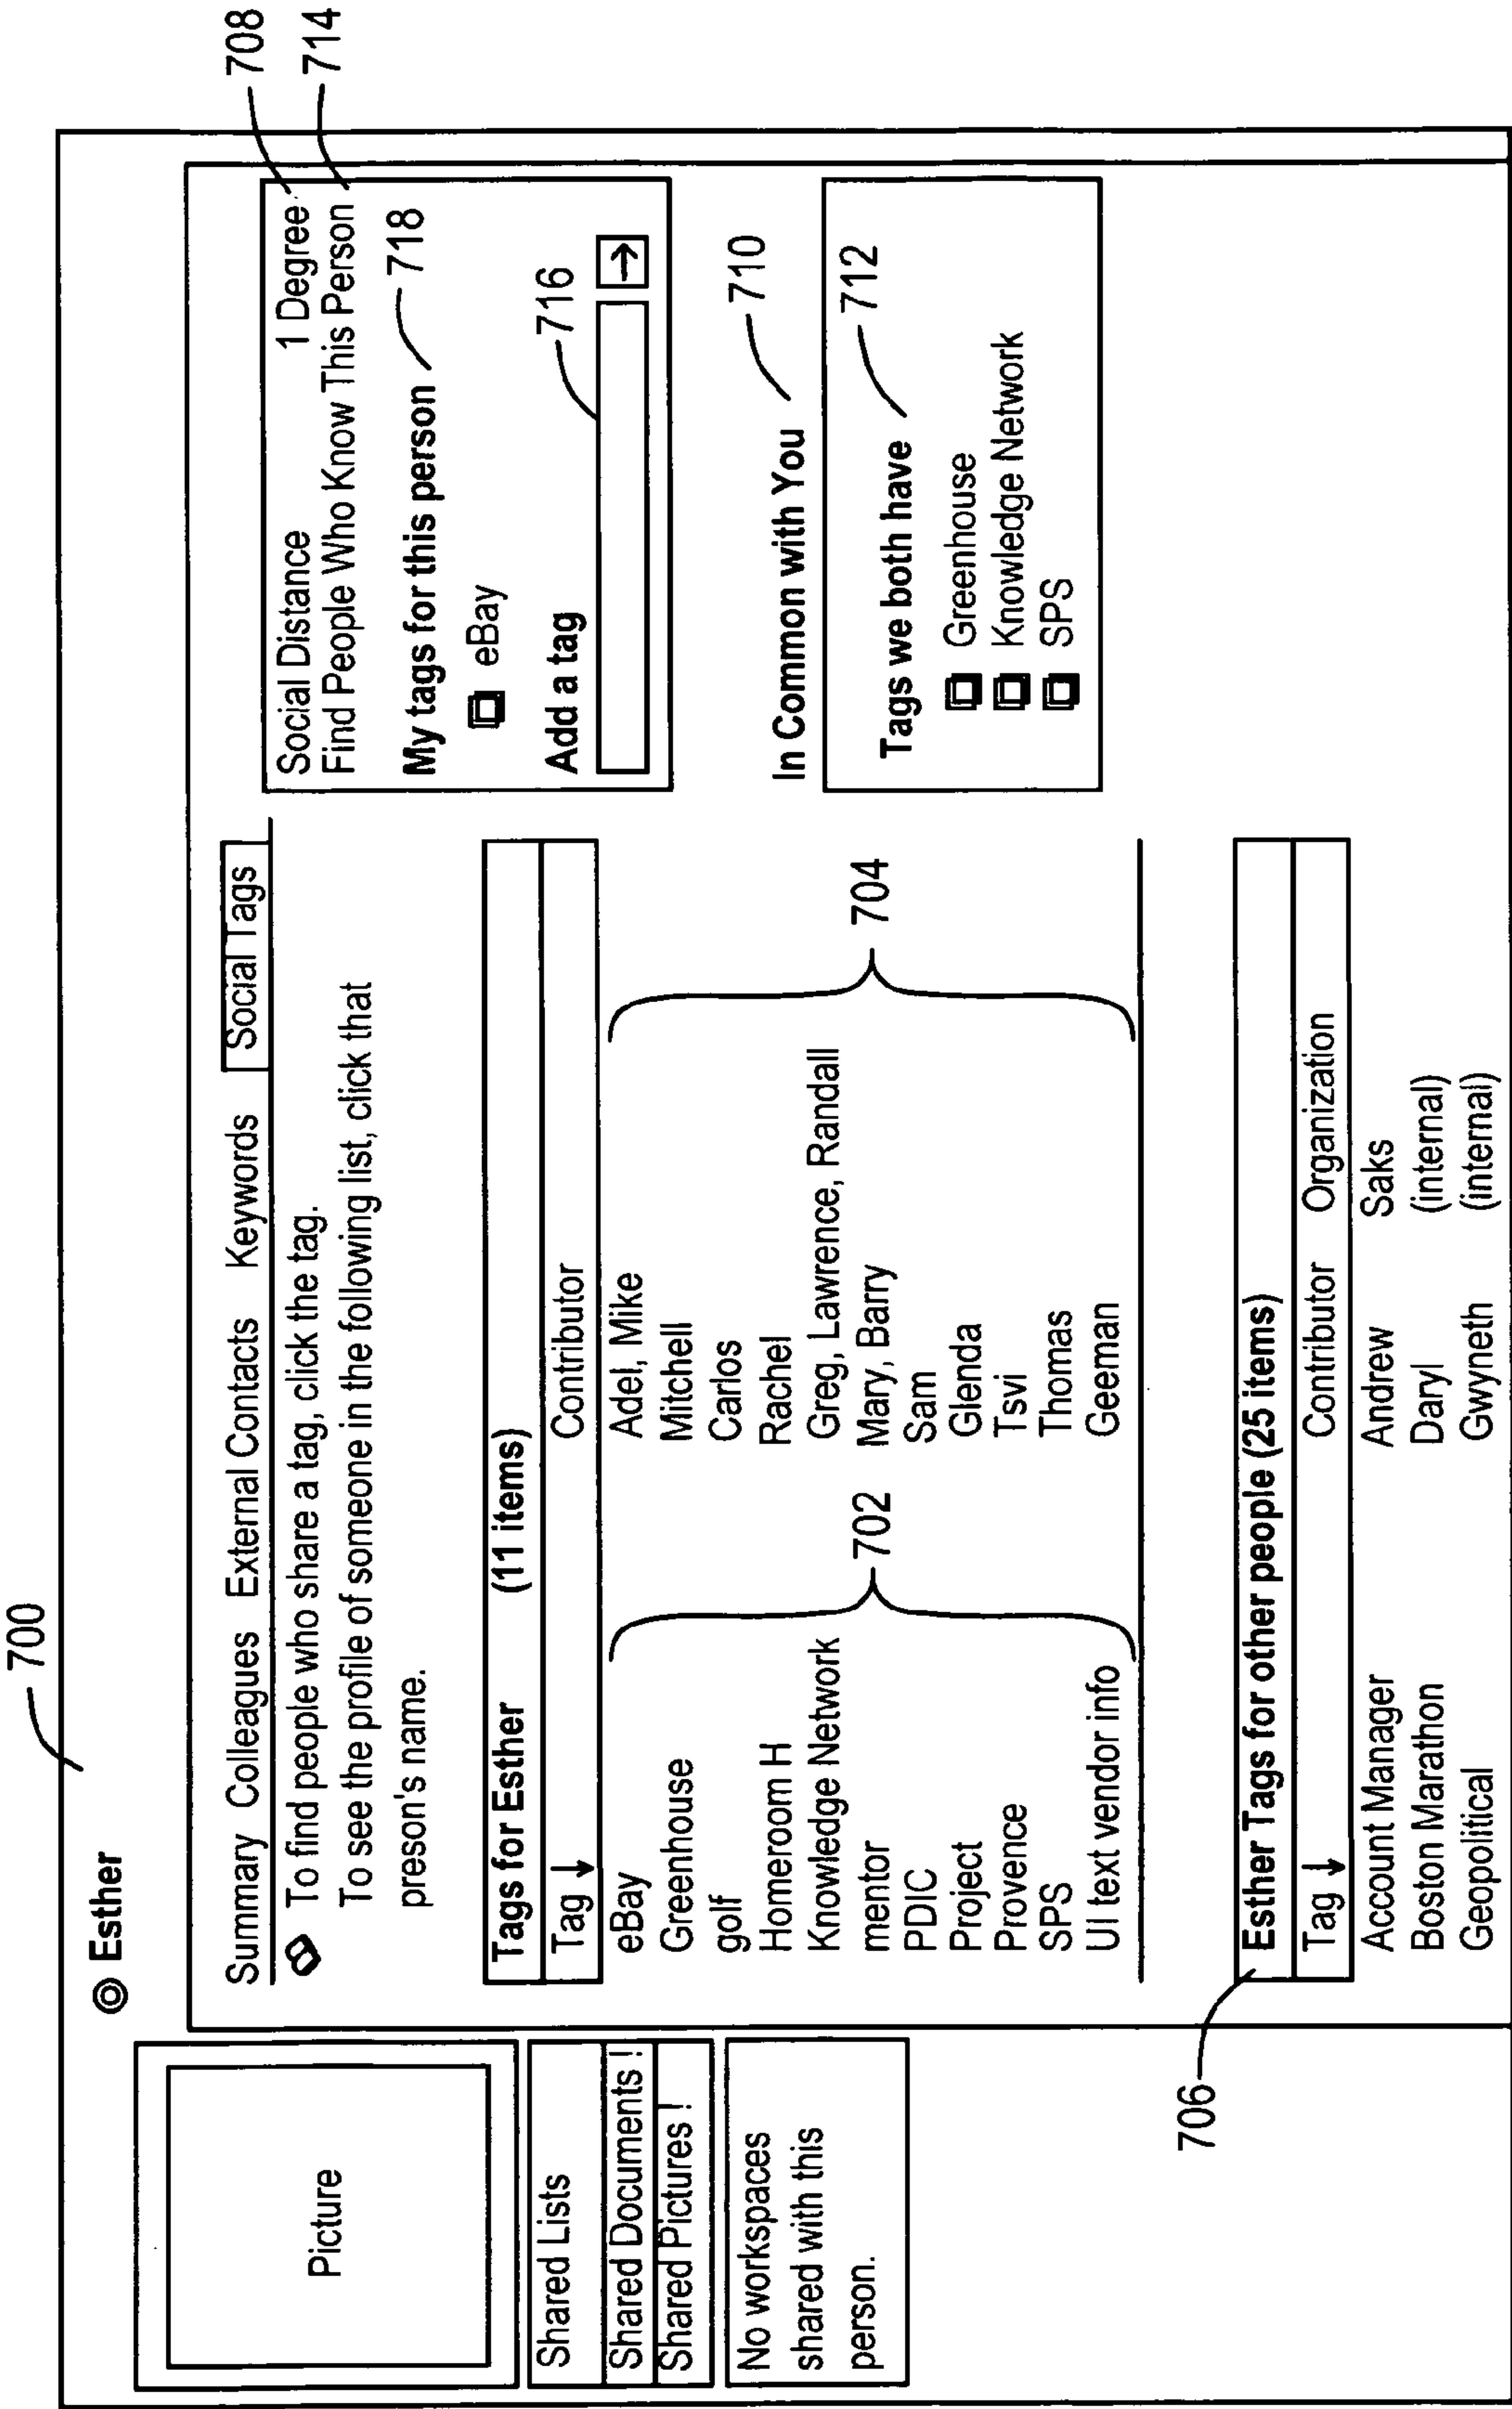 700
Esther
Picture
Shared Lists
Shared Documents !
Shared Pictures !
No workspaces
shared with this
person.
Summary Colleagues External Contacts Keywords Social Tags
To find people who share a tag, click the tag.
To see the profile of someone in the following list, click that
preson's name.
Tags for Esther (11 items)
Tag ↓ Contributor
eBay Adel, Mike
Greenhouse Mitchell
golf Carlos
Homeroom H Rachel
Knowledge Network Greg, Lawrence, Randall
mentor Mary, Barry
PDIC Sam
Project Glenda
Provence Tsvi
SPS Thomas
UI text vendor info Geeman
702
704
706
Esther Tags for other people (25 items)
Tag ↓ Contributor Organization
Account Manager Andrew Saks
Boston Marathon Daryl (internal)
Geopolitical Gwyneth (internal)
Social Distance 1 Degree
708
Find People Who Know This Person
714
My tags for this person
718
eBay
Add a tag
716
→
In Common with You
710
Tags we both have
712
Greenhouse
Knowledge Network
SPS